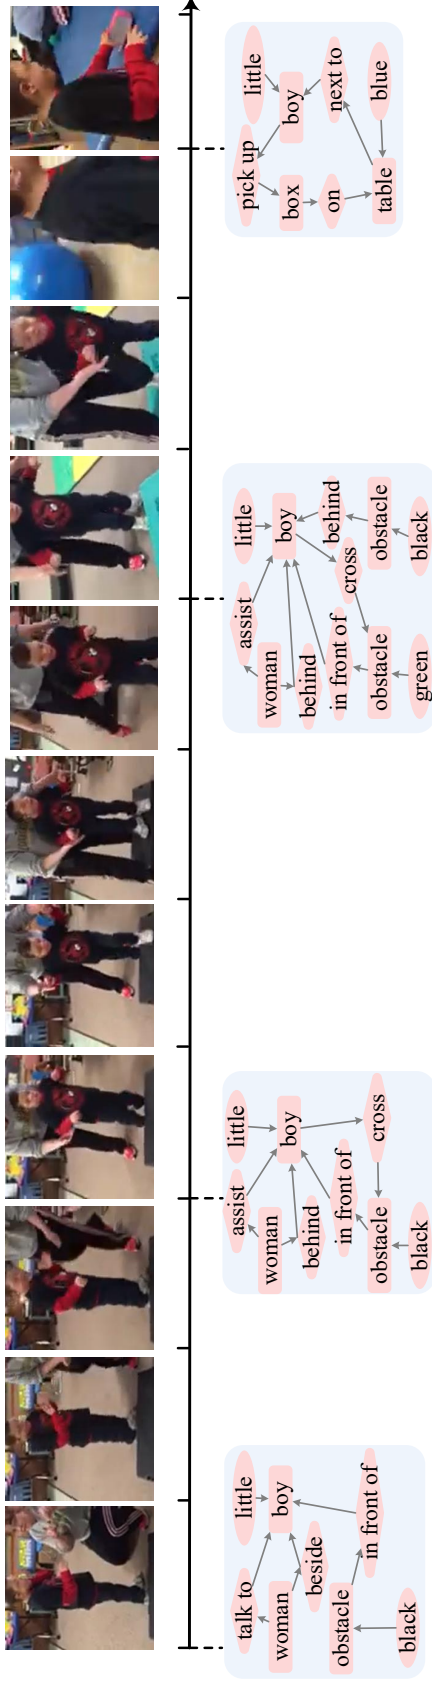 talk to
little
woman
boy
beside
obstacle
in front of
black
assist
little
woman
boy
behind
in front of
cross
obstacle
black
assist
little
woman
boy
behind
behind
in front of
cross
obstacle
obstacle
green
black
pick up
little
box
boy
on
next to
table
blue